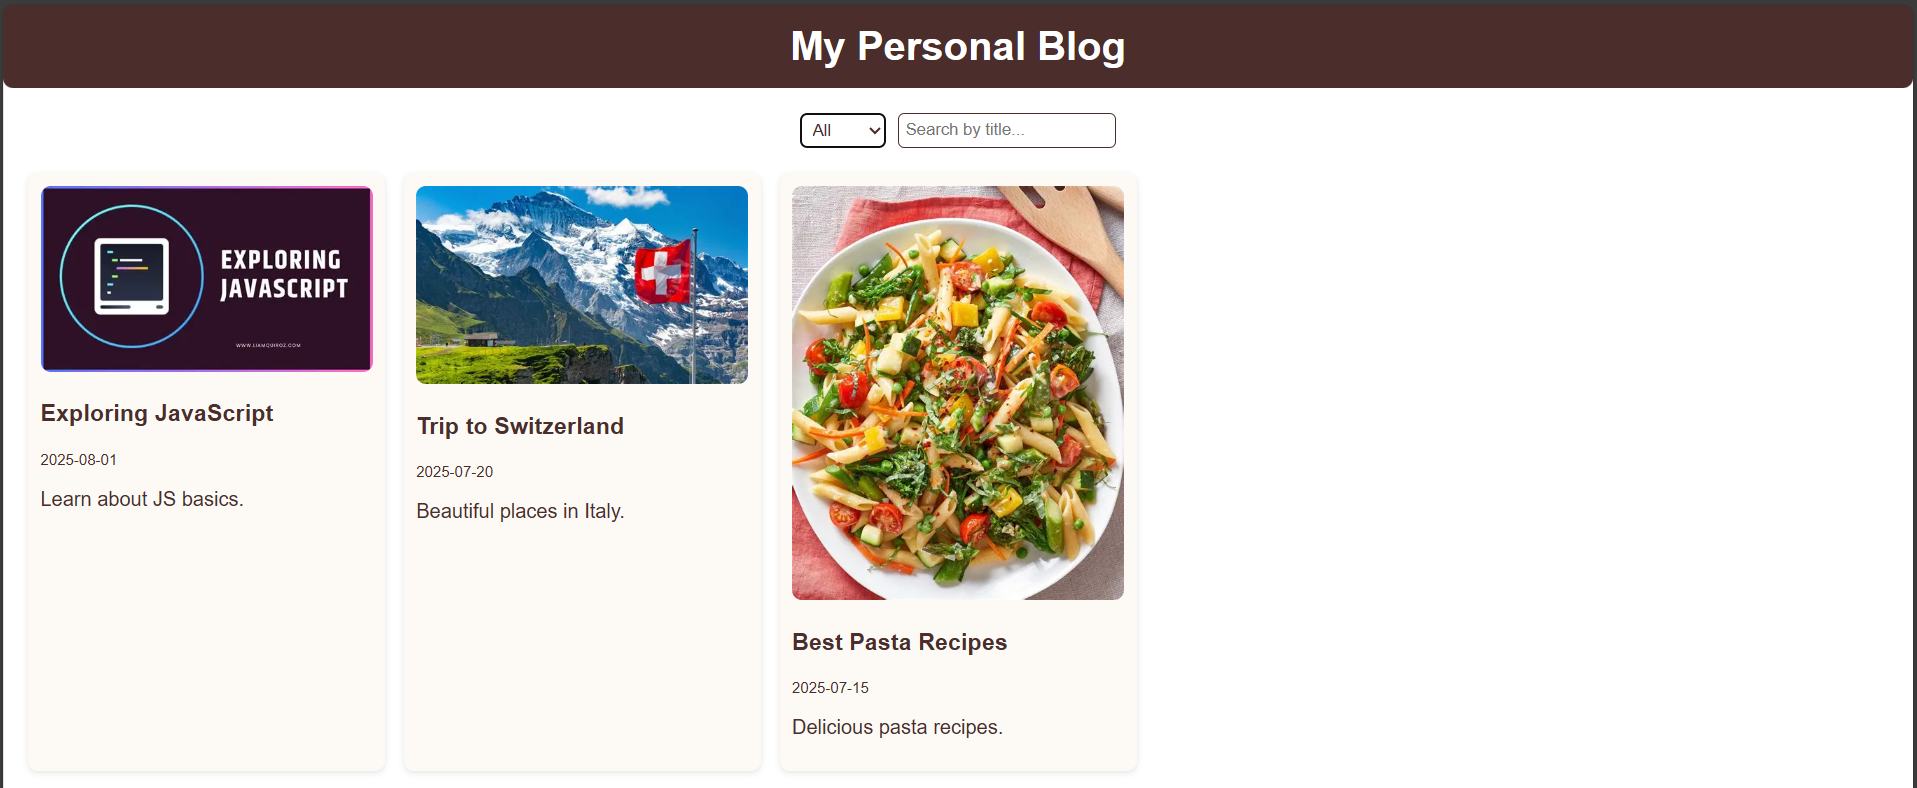 My Personal Blog
All
Search by title...
EXPLORING
JAVASCRIPT
WWW.LIAMQUIROZ.COM
Exploring JavaScript
2025-08-01
Learn about JS basics.
Trip to Switzerland
2025-07-20
Beautiful places in Italy.
Best Pasta Recipes
2025-07-15
Delicious pasta recipes.